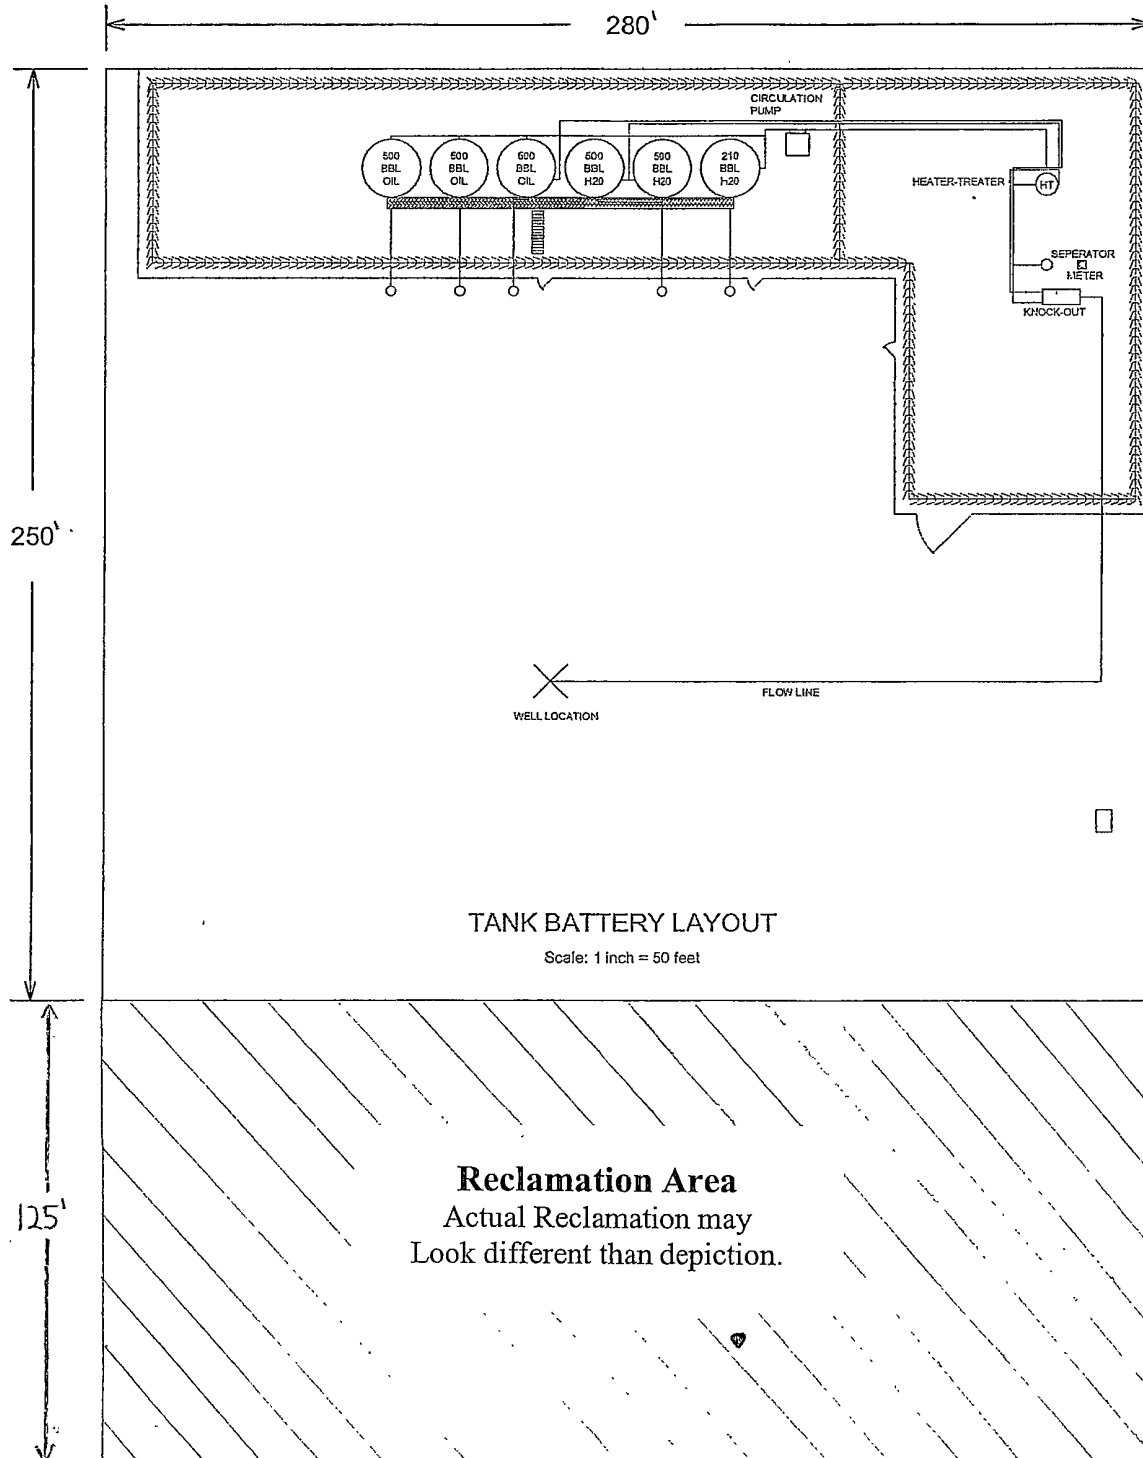 280'
CIRCULATION
PUMP
500
BBL
OIL
500
BBL
OIL
500
BBL
OIL
500
BBL
H20
500
BBL
H20
210
BBL
H20
HEATER-TREATER
HT
SEPERATOR
METER
KNOCK-OUT
250'
WELL LOCATION
FLOW LINE
TANK BATTERY LAYOUT
Scale: 1 inch = 50 feet
125'
Reclamation Area
Actual Reclamation may
Look different than depiction.